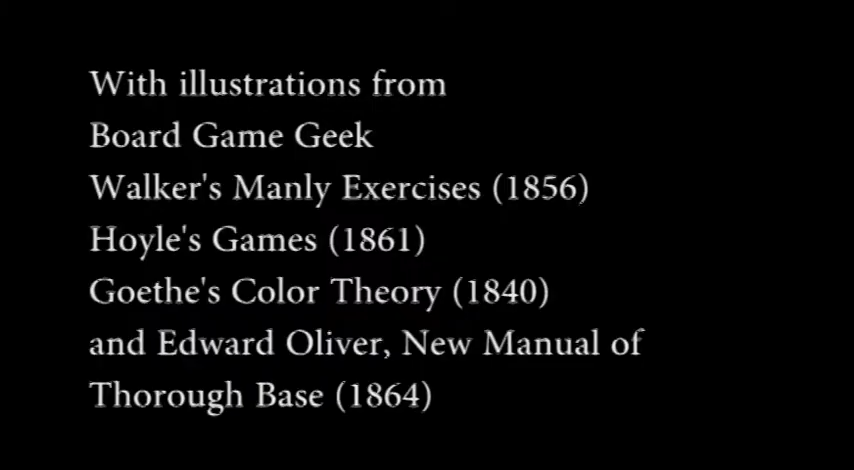 With illustrations from
Board Game Geek
Walker's Manly Exercises (1856)
Hoyle's Games (1861)
Goethe's Color Theory (1840)
and Edward Oliver, New Manual of
Thorough Base (1864)